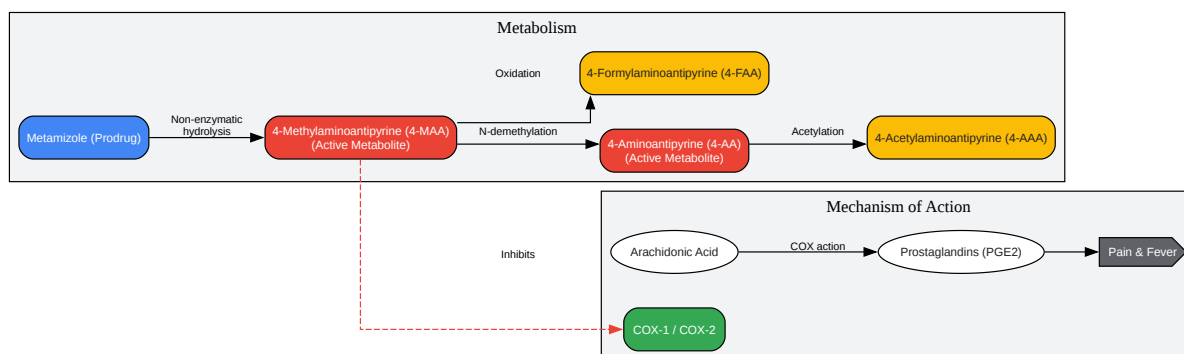 Metabolism
Oxidation
4-Formylaminoantipyrine (4-FAA)
Non-enzymatic
hydrolysis
Metamizole (Prodrug)
4-Methylaminoantipyrine (4-MAA)
(Active Metabolite)
N-demethylation
4-Aminoantipyrine (4-AA)
(Active Metabolite)
Acetylation
4-Acetylaminoantipyrine (4-AAA)
Mechanism of Action
Inhibits
Arachidonic Acid
COX action
Prostaglandins (PGE2)
Pain & Fever
COX-1 / COX-2